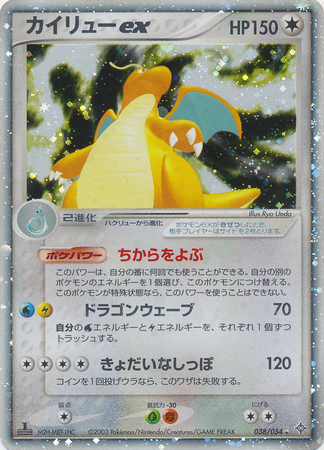 カイリューex HP150
Illus.Ryo Ueda
2進化 ハクリューから進化
ポケモンexがきぜつしたとき、
相手プレイヤーはサイドを2枚とります。
ポケパワー ちからをよぶ
このパワーは、自分の番に何回でも使うことができる。自分の別の
ポケモンのエネルギーを1個選び、このポケモンにつけ替える。
このポケモンが特殊状態なら、このパワーを使うことはできない。
ドラゴンウェーブ 70
自分のエネルギーとエネルギーを、それぞれ1個ずつ
トラッシュする。
きょだいなしっぽ 120
コインを1回投げウラなら、このワザは失敗する。
弱点 抵抗力 -30 にげる
1 ©2003 Pokémon/Nintendo/Creatures/GAME FREAK 038/054